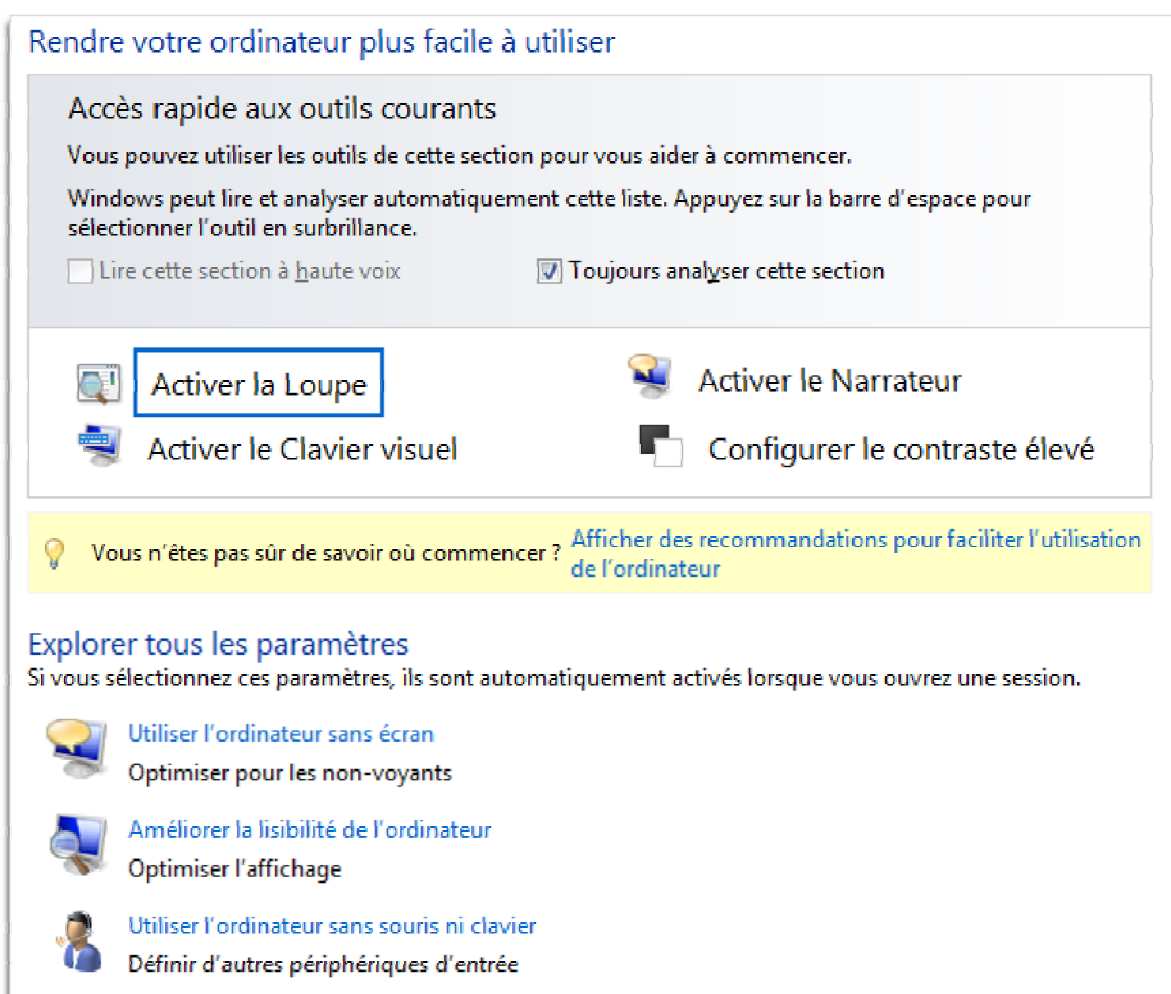 Rendre votre ordinateur plus facile à utiliser
Accès rapide aux outils courants
Vous pouvez utiliser les outils de cette section pour vous aider à commencer.
Windows peut lire et analyser automatiquement cette liste. Appuyez sur la barre d'espace pour
sélectionner l'outil en surbrillance.
Lire cette section à haute voix
Toujours analyser cette section
Activer la Loupe
Activer le Narrateur
Activer le Clavier visuel
Configurer le contraste élevé
Vous n'êtes pas sûr de savoir où commencer ?
Afficher des recommandations pour faciliter l'utilisation
de l'ordinateur
Explorer tous les paramètres
Si vous sélectionnez ces paramètres, ils sont automatiquement activés lorsque vous ouvrez une session.
Utiliser l'ordinateur sans écran
Optimiser pour les non-voyants
Améliorer la lisibilité de l'ordinateur
Optimiser l'affichage
Utiliser l'ordinateur sans souris ni clavier
Définir d'autres périphériques d'entrée